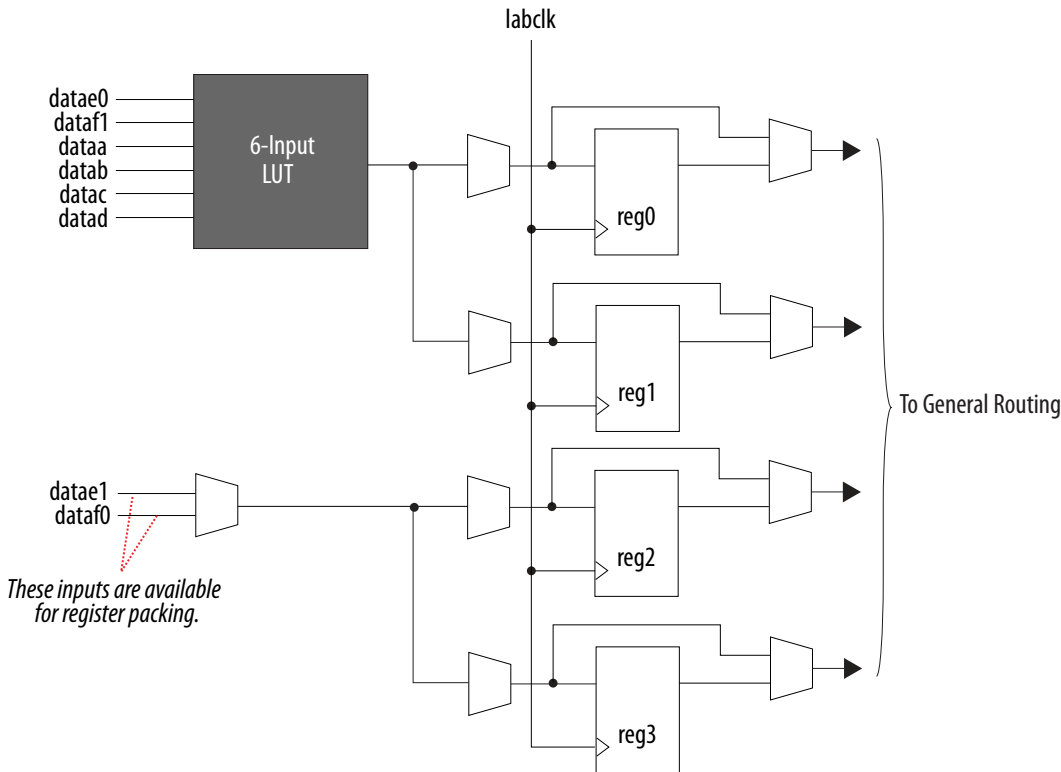 labclk
datae0
dataf1
dataa
datab
datac
datad
6-Input
LUT
reg0
reg1
To General Routing
datae1
dataf0
These inputs are available
for register packing.
reg2
reg3